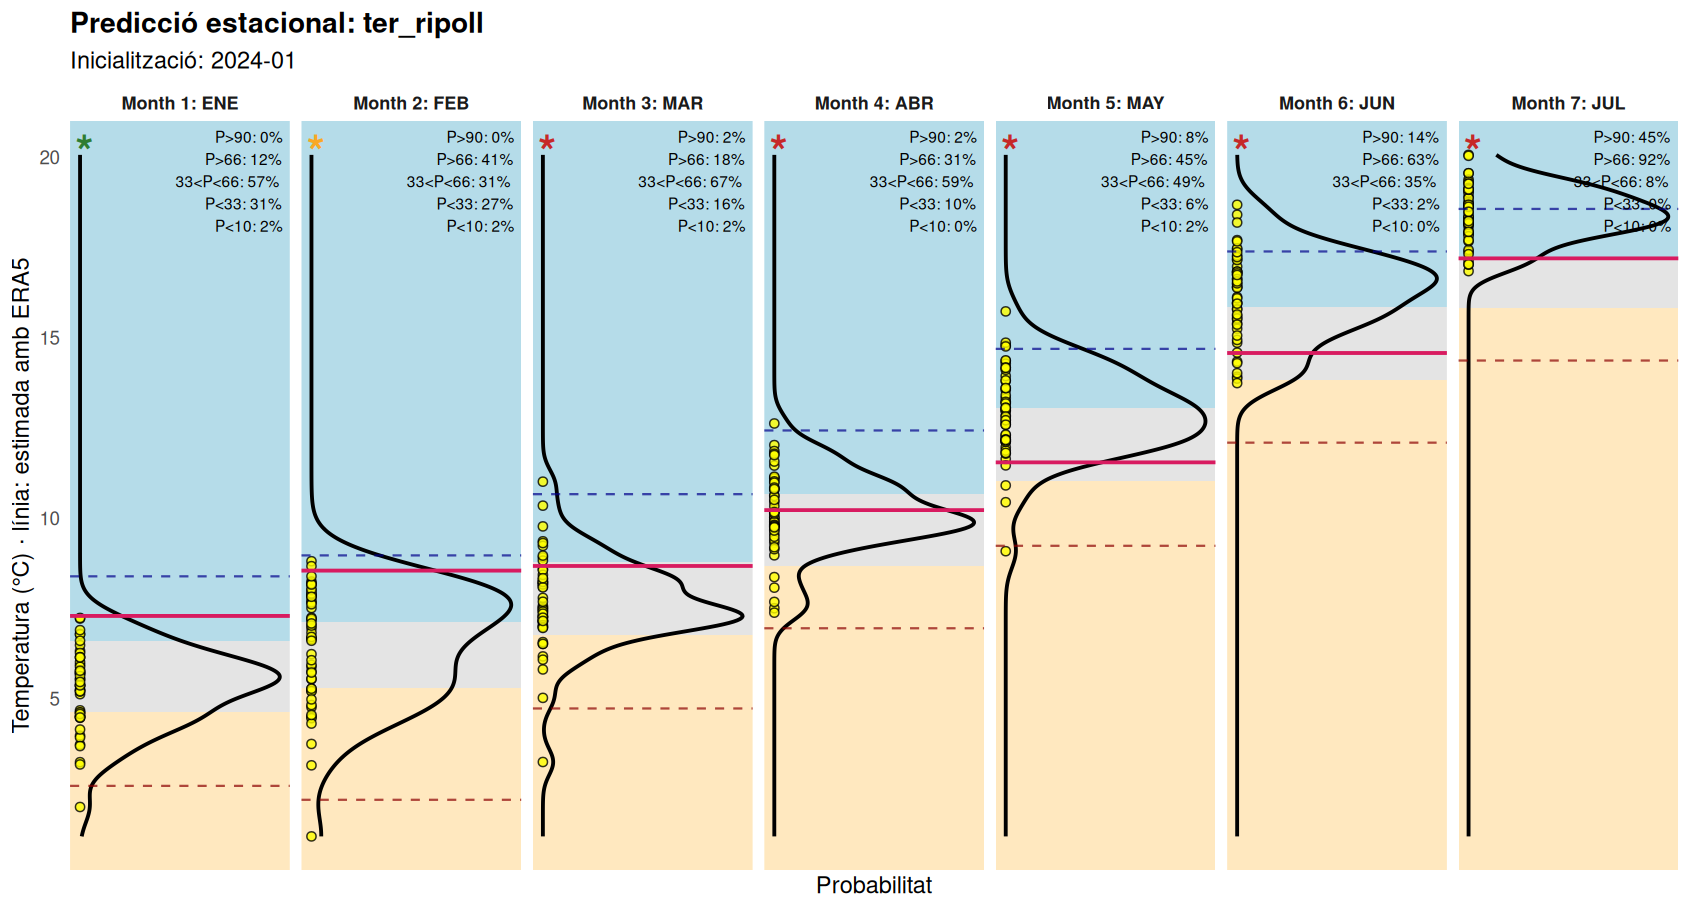 Predicció estacional: ter_ripoll
Inicialització: 2024-01
Month 1: ENE
Month 2: FEB
Month 3: MAR
Month 4: ABR
Month 5: MAY
Month 6: JUN
Month 7: JUL
P>90: 0%
P>66: 12%
33<P<66: 57%
P<33: 31%
P<10: 2%
P>90: 0%
P>66: 41%
33<P<66: 31%
P<33: 27%
P<10: 2%
P>90: 2%
P>66: 18%
33<P<66: 67%
P<33: 16%
P<10: 2%
P>90: 2%
P>66: 31%
33<P<66: 59%
P<33: 10%
P<10: 0%
P>90: 8%
P>66: 45%
33<P<66: 49%
P<33: 6%
P<10: 2%
P>90: 14%
P>66: 63%
33<P<66: 35%
P<33: 2%
P<10: 0%
P>90: 45%
P>66: 92%
33<P<66: 8%
P<33: 0%
P<10: 0%
20
15
10
5
Temperatura (°C) · línia: estimada amb ERA5
Probabilitat